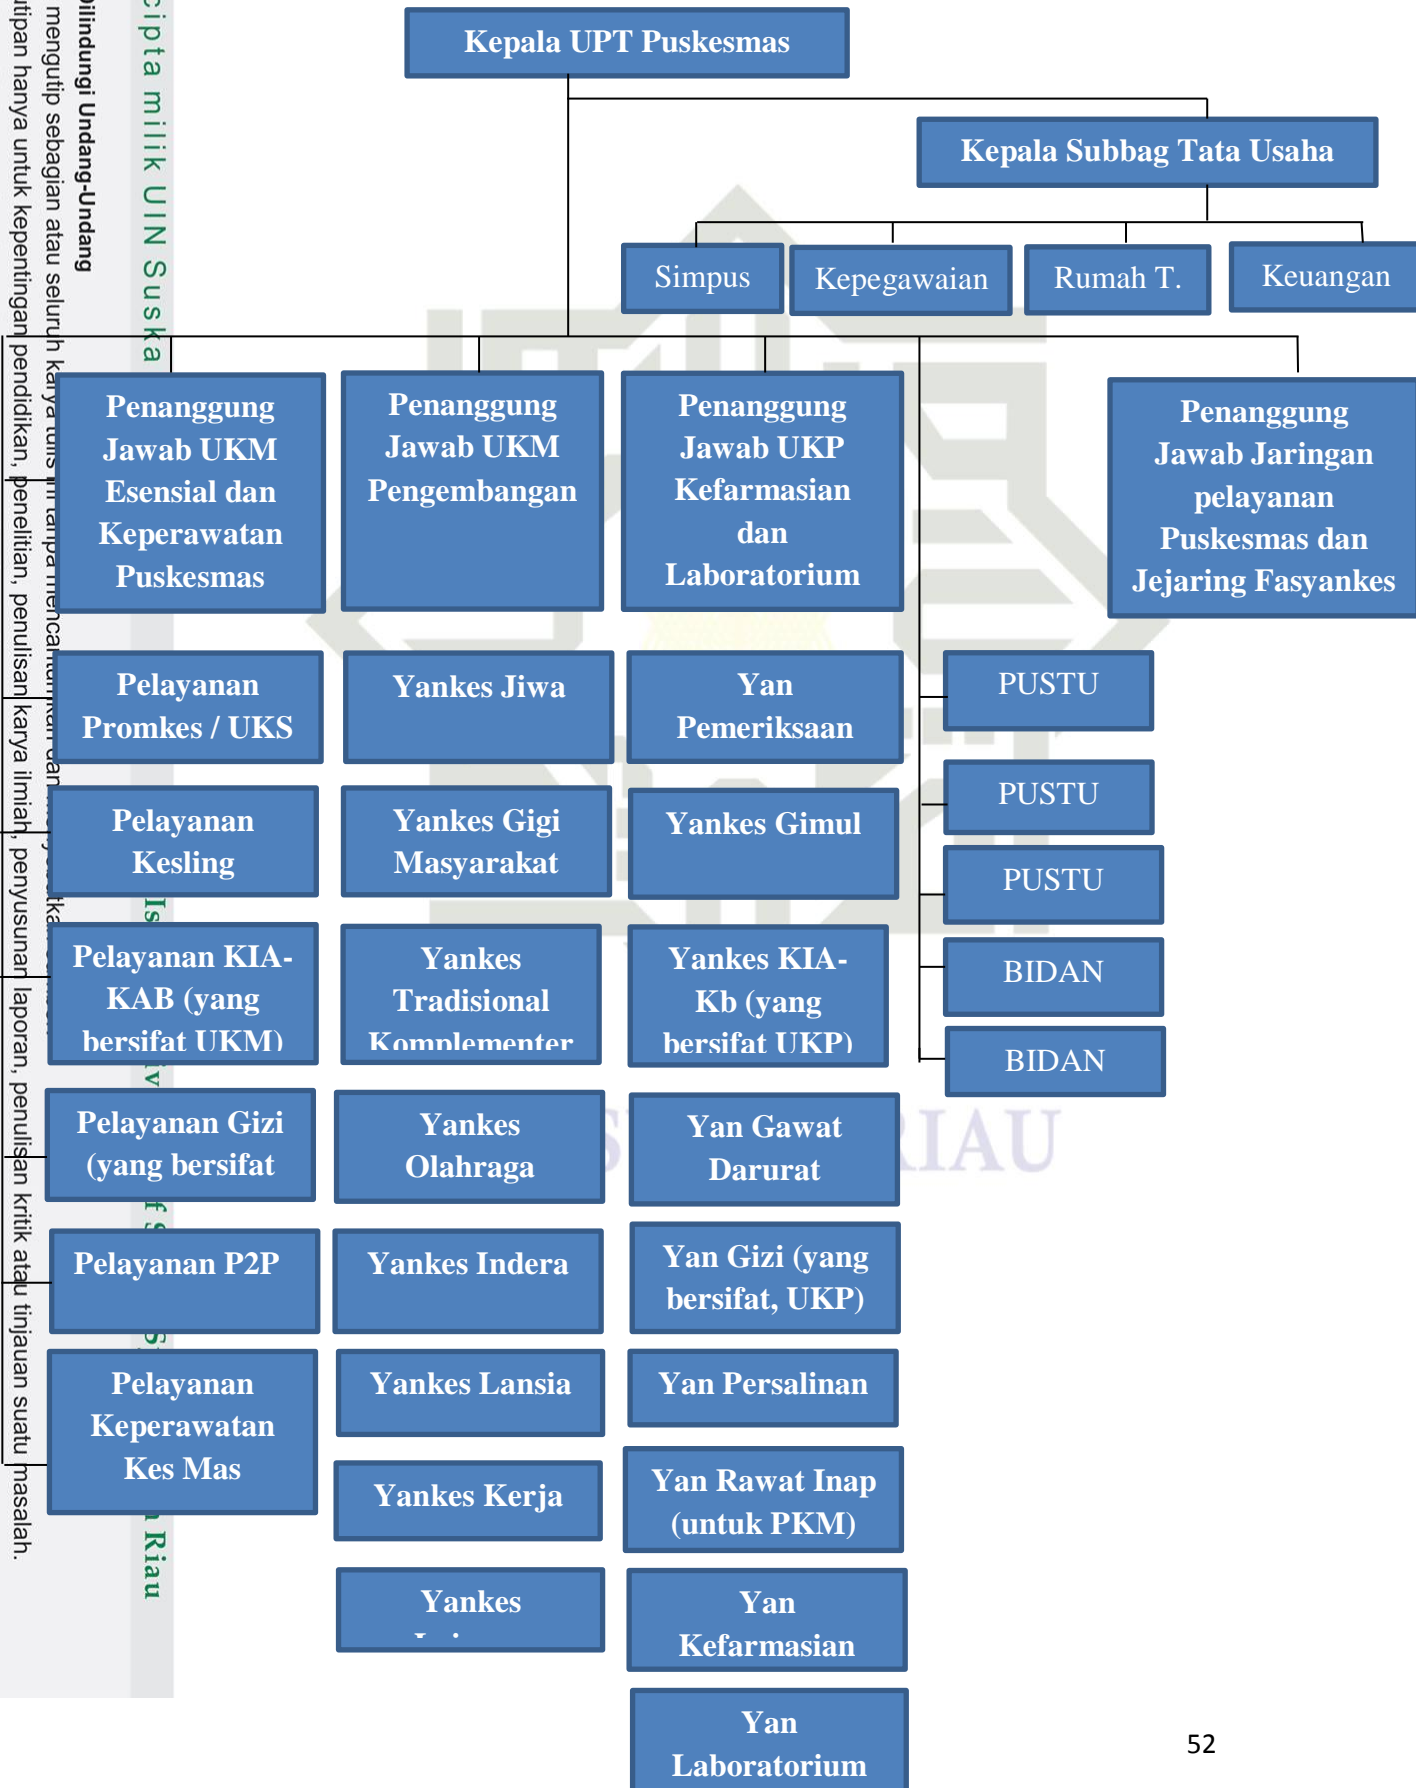 Kepala UPT Puskesmas
Kepala Subbag Tata Usaha
Simpus
Kepegawaian
Rumah T.
Keuangan
Penanggung
Jawab UKM
Esensial dan
Keperawatan
Puskesmas
Penanggung
Jawab UKM
Pengembangan
Penanggung
Jawab UKP
Kefarmasian
dan
Laboratorium
Penanggung
Jawab Jaringan
pelayanan
Puskesmas dan
Jejaring Fasyankes
Pelayanan
Promkes / UKS
Pelayanan
Kesling
Pelayanan KIA-
KAB (yang
bersifat UKM)
Pelayanan Gizi
(yang bersifat
Pelayanan P2P
Pelayanan
Keperawatan
Kes Mas
Yankes Jiwa
Yankes Gigi
Masyarakat
Yankes
Tradisional
Komplementer
Yankes
Olahraga
Yankes Indera
Yankes Lansia
Yankes Kerja
Yankes
Yan
Pemeriksaan
Yankes Gimul
Yankes KIA-
Kb (yang
bersifat UKP)
Yan Gawat
Darurat
Yan Gizi (yang
bersifat, UKP)
Yan Persalinan
Yan Rawat Inap
(untuk PKM)
Yan
Kefarmasian
Yan
Laboratorium
PUSTU
PUSTU
PUSTU
BIDAN
BIDAN
cipta milik UIN Suska
Riau
Dilindungi Undang-Undang
mengutip sebagian atau seluruh karya tulis ini tanpa
utipan hanya untuk kepentingan pendidikan, penelitian, penulisan karya ilmiah, penyusunan laporan, penulisan kritik atau tinjauan suatu masalah.
RIAU
52